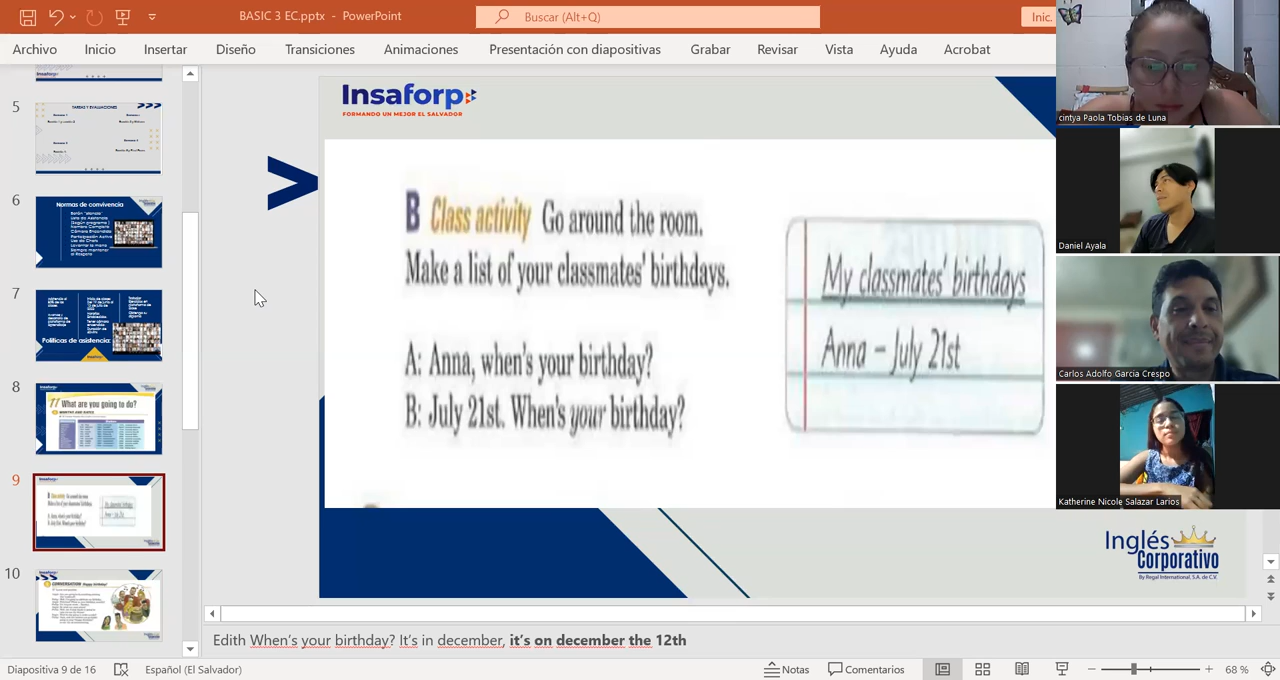 BASIC 3 EC.pptx - PowerPoint
Buscar (Alt+Q)
Inic.
Archivo Inicio Insertar Diseño Transiciones Animaciones Presentación con diapositivas Grabar Revisar Vista Ayuda Acrobat
5
TAREAS Y EVALUACIONES
6
Normas de convivencia
7
Políticas de asistencia:
8
What are you going to do?
9
10
CONVERSATION Happy birthday!
Insaforp
FORMANDO UN MEJOR EL SALVADOR
B Class activity Go around the room.
Make a list of your classmates' birthdays.
A: Anna, when's your birthday?
B: July 21st. When's your birthday?
My classmates' birthdays
Anna – July 21st
Inglés
Corporativo
By Regal International, S.A. de C.V.
cintya Paola Tobias de Luna
Daniel Ayala
Carlos Adolfo Garcia Crespo
Katherine Nicole Salazar Larios
Edith When's your birthday? It's in december, it's on december the 12th
Diapositiva 9 de 16 Español (El Salvador) Notas Comentarios 68 %